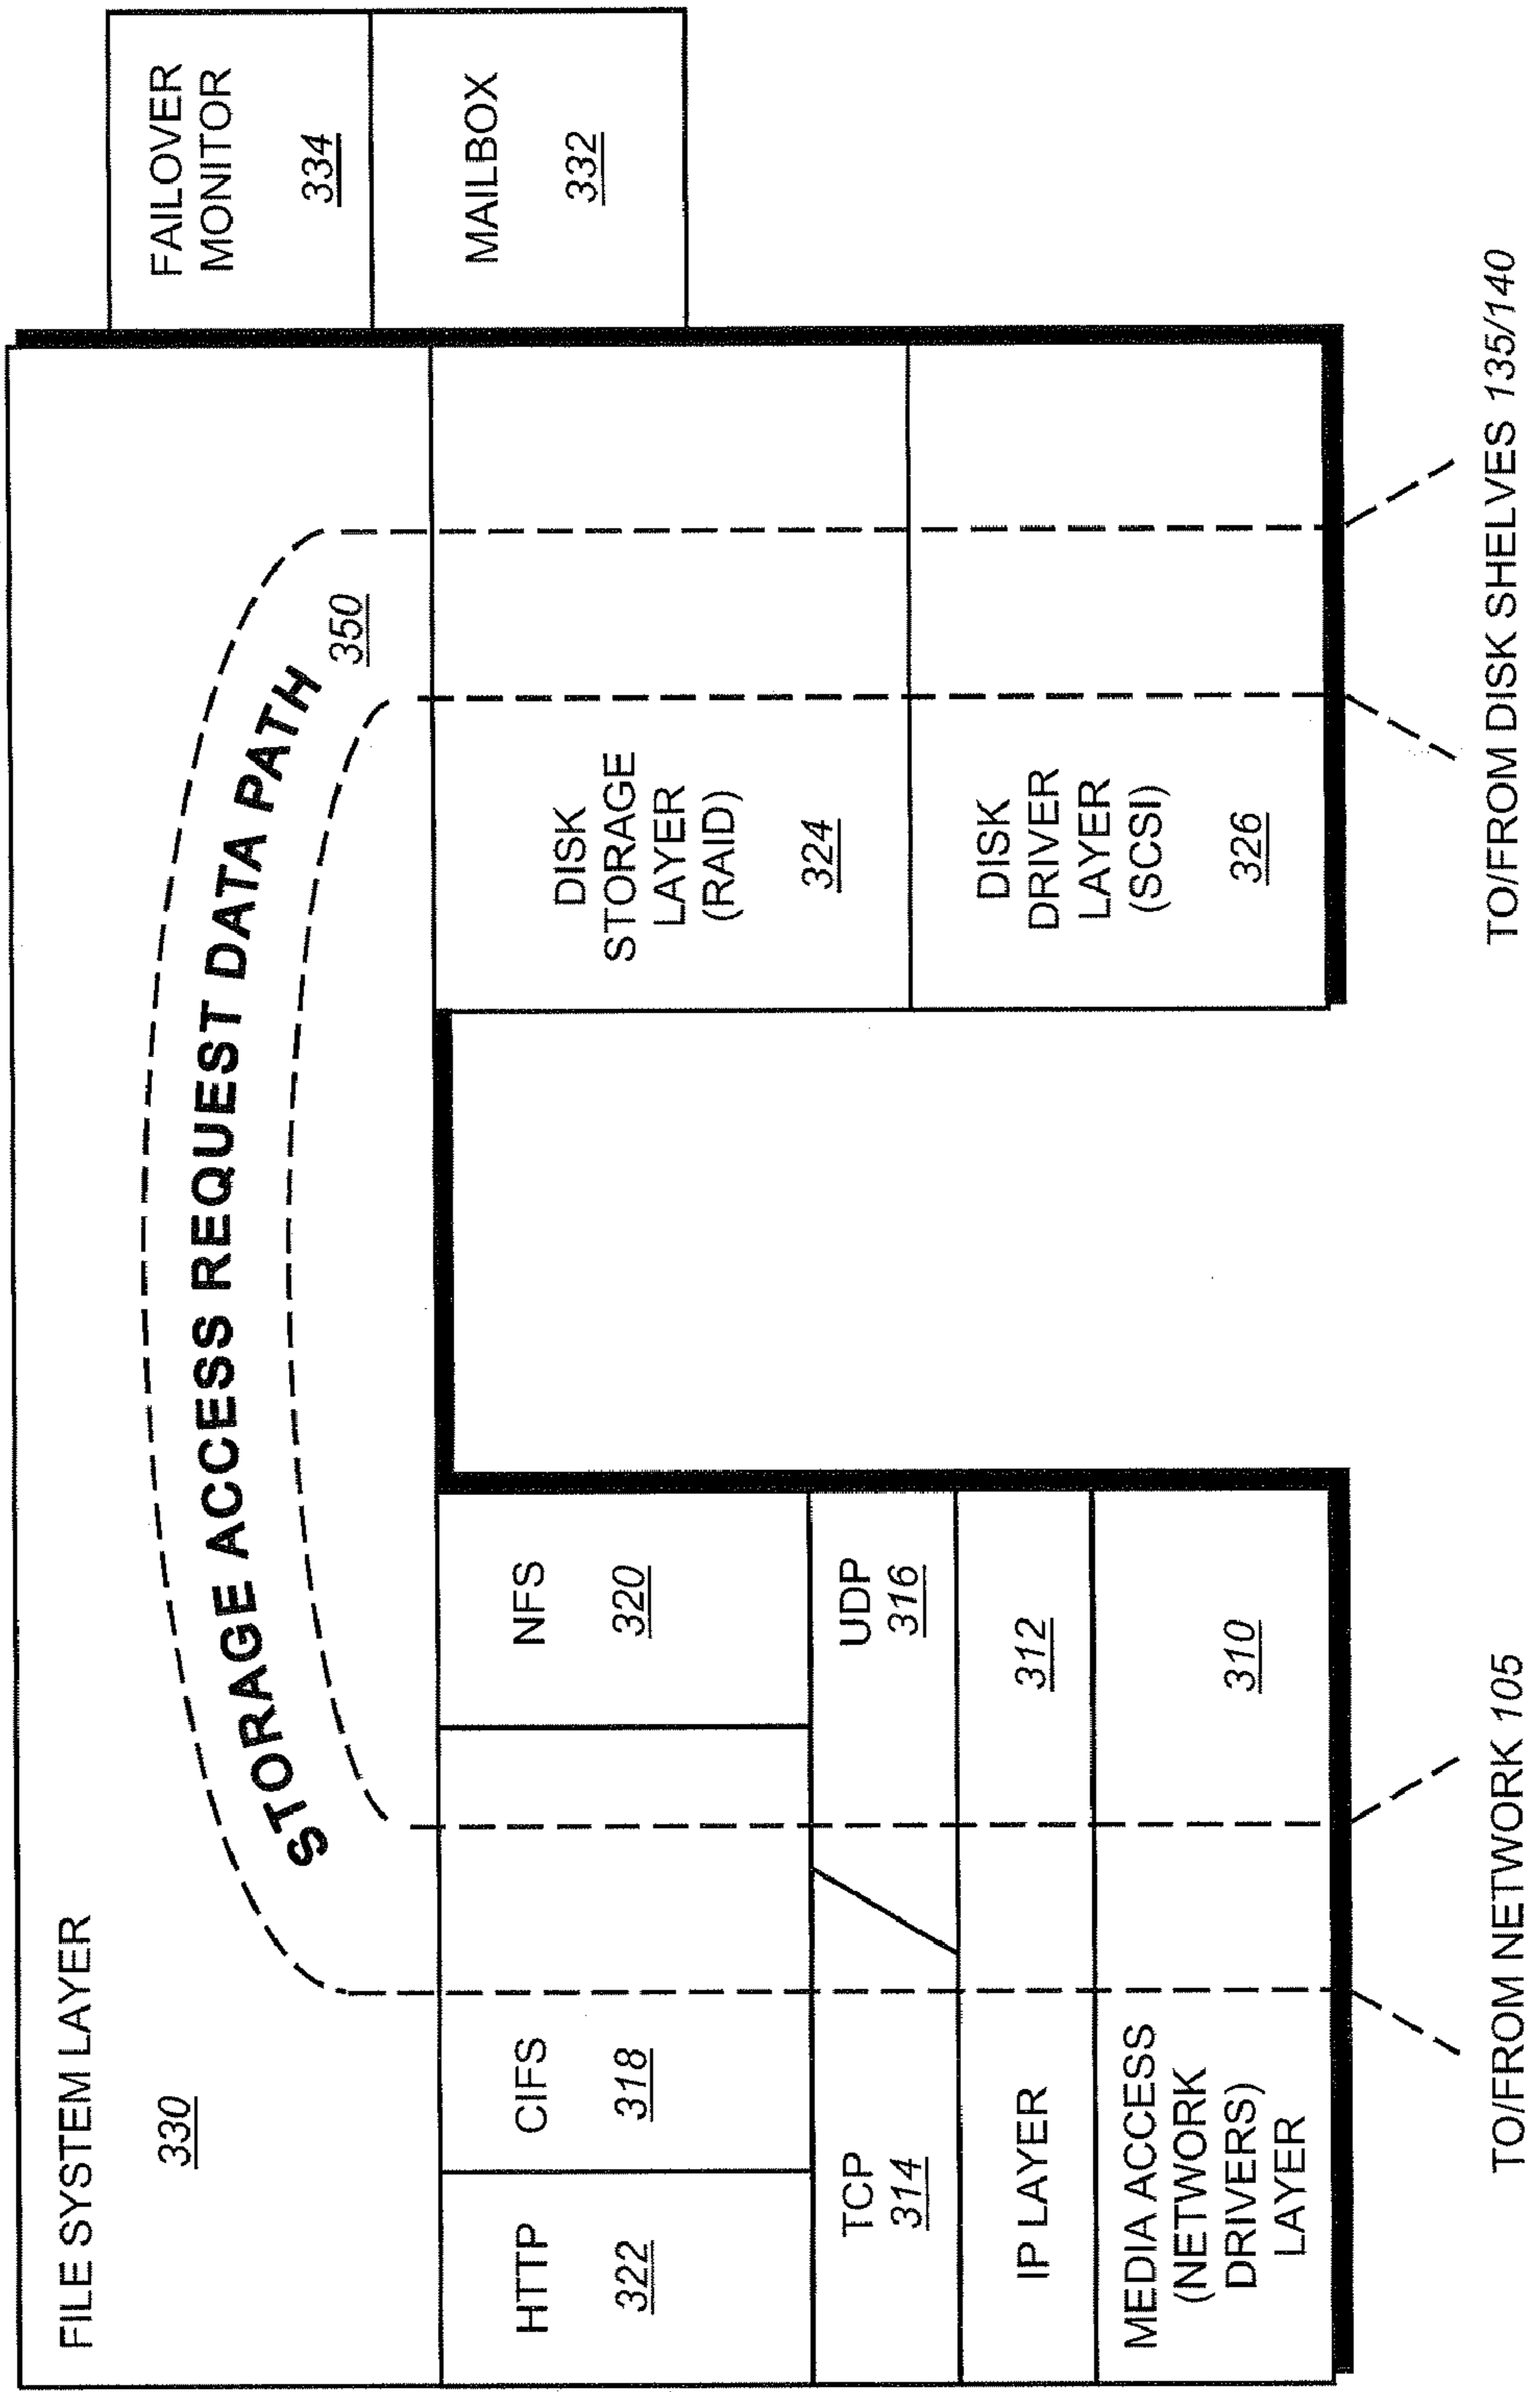 FILE SYSTEM LAYER
330
STORAGE ACCESS REQUEST DATA PATH
350
FAILOVER
MONITOR
334
MAILBOX
332
HTTP
322
CIFS
318
NFS
320
TCP
314
UDP
316
IP LAYER
312
MEDIA ACCESS
(NETWORK
DRIVERS)
LAYER
310
DISK
STORAGE
LAYER
(RAID)
324
DISK
DRIVER
LAYER
(SCSI)
326
TO/FROM NETWORK 105
TO/FROM DISK SHELVES 135/140